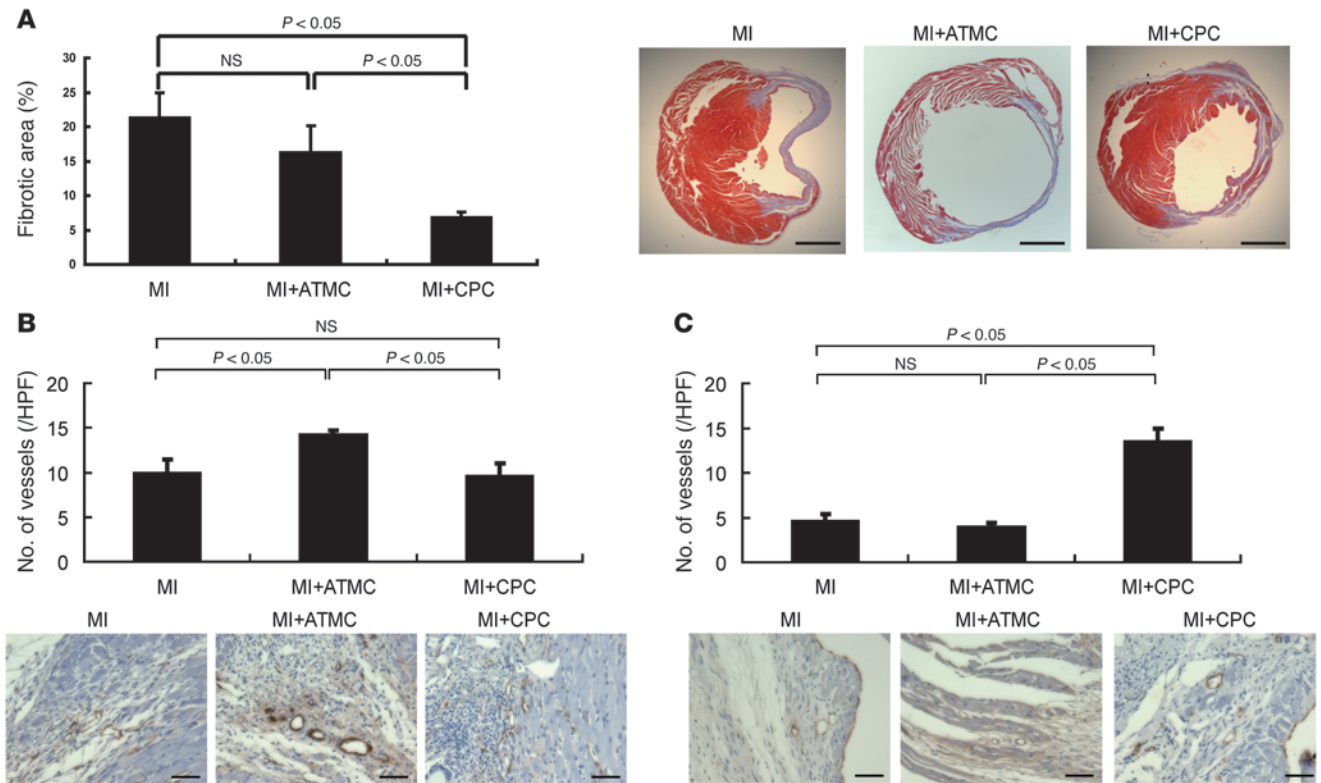 A
P < 0.05
NS
P < 0.05
Fibrotic area (%)
30
25
20
15
10
5
0
MI
MI+ATMC
MI+CPC
MI
MI+ATMC
MI+CPC
B
NS
P < 0.05
P < 0.05
No. of vessels (/HPF)
20
15
10
5
0
MI
MI+ATMC
MI+CPC
MI
MI+ATMC
MI+CPC
C
P < 0.05
NS
P < 0.05
No. of vessels (/HPF)
20
15
10
5
0
MI
MI+ATMC
MI+CPC
MI
MI+ATMC
MI+CPC